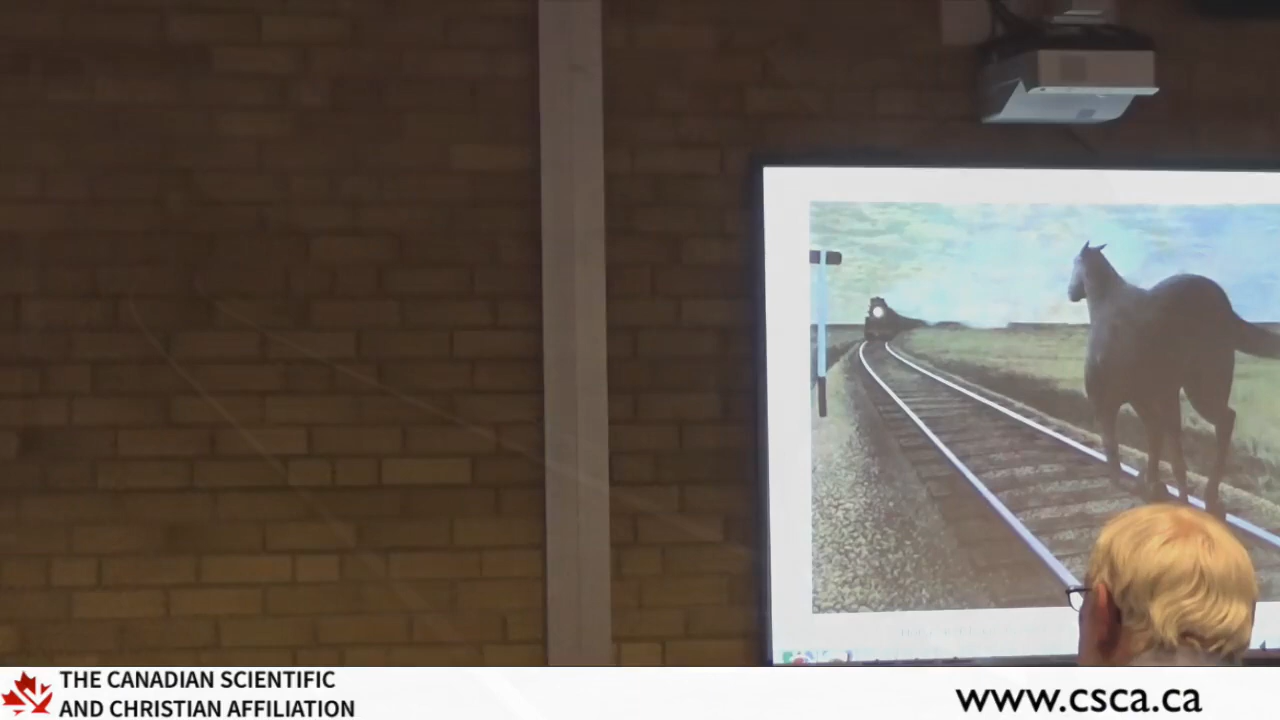 THE CANADIAN SCIENTIFIC
AND CHRISTIAN AFFILIATION
www.csca.ca